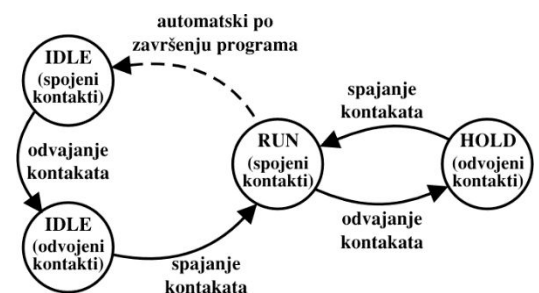 automatski po
završenju programa
IDLE
(spojeni
kontakti)
spajanje
kontakata
RUN
(spojeni
kontakti)
HOLD
(odvojeni
kontakti)
odvajanje
kontakata
odvajanje
kontakata
IDLE
(odvojeni
kontakti)
spajanje
kontakata